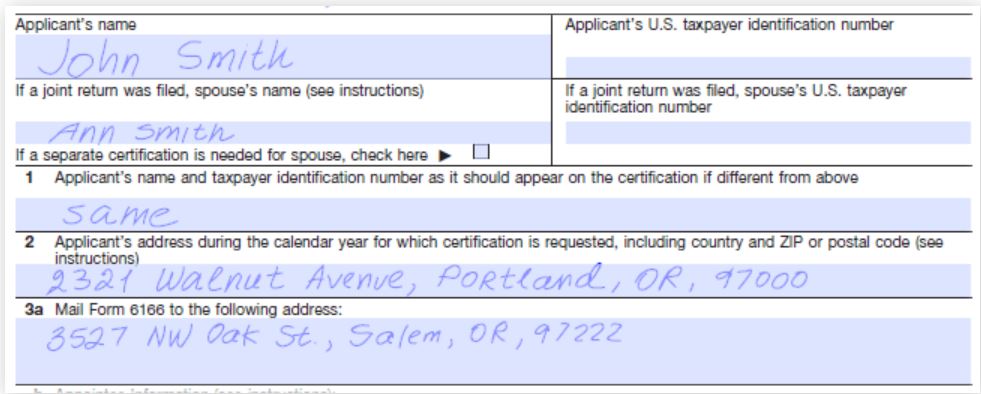 Applicant's name
John Smith
Applicant's U.S. taxpayer identification number
If a joint return was filed, spouse's name (see instructions)
Ann Smith
If a joint return was filed, spouse's U.S. taxpayer
identification number
If a separate certification is needed for spouse, check here ▶
1 Applicant's name and taxpayer identification number as it should appear on the certification if different from above
same
2 Applicant's address during the calendar year for which certification is requested, including country and ZIP or postal code (see
instructions)
2321 Walnut Avenue, Portland, OR, 97000
3a Mail Form 6166 to the following address:
3527 NW Oak St., Salem, OR, 97222
b Appointee Information (see instructions):